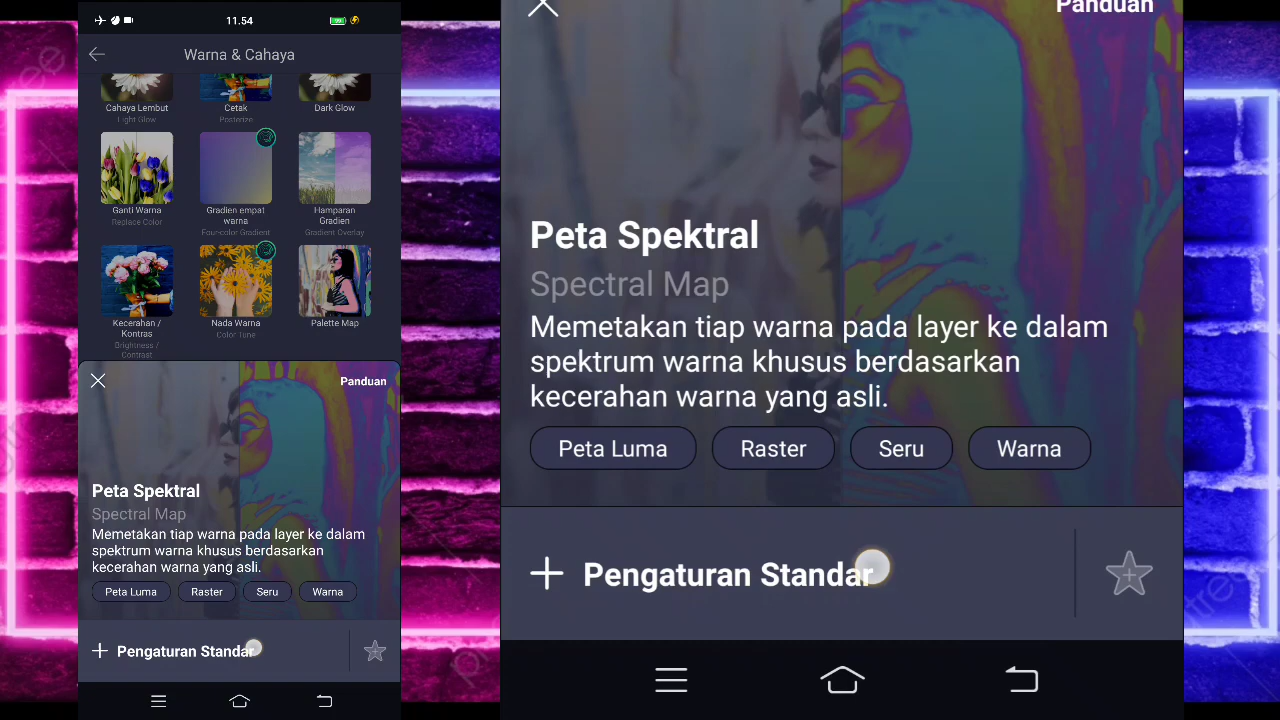 11.54
Warna & Cahaya
Cahaya Lembut
Light Glow
Cetak
Posterize
Dark Glow
Ganti Warna
Replace Color
Gradien empat
warna
Four-color Gradient
Hamparan
Gradien
Gradient Overlay
Kecerahan /
Kontras
Brightness /
Contrast
Nada Warna
Color Tune
Palette Map
Panduan
Peta Spektral
Spectral Map
Memetakan tiap warna pada layer ke dalam
spektrum warna khusus berdasarkan
kecerahan warna yang asli.
Peta Luma
Raster
Seru
Warna
Pengaturan Standar
Panduan
Peta Spektral
Spectral Map
Memetakan tiap warna pada layer ke dalam
spektrum warna khusus berdasarkan
kecerahan warna yang asli.
Peta Luma
Raster
Seru
Warna
Pengaturan Standar